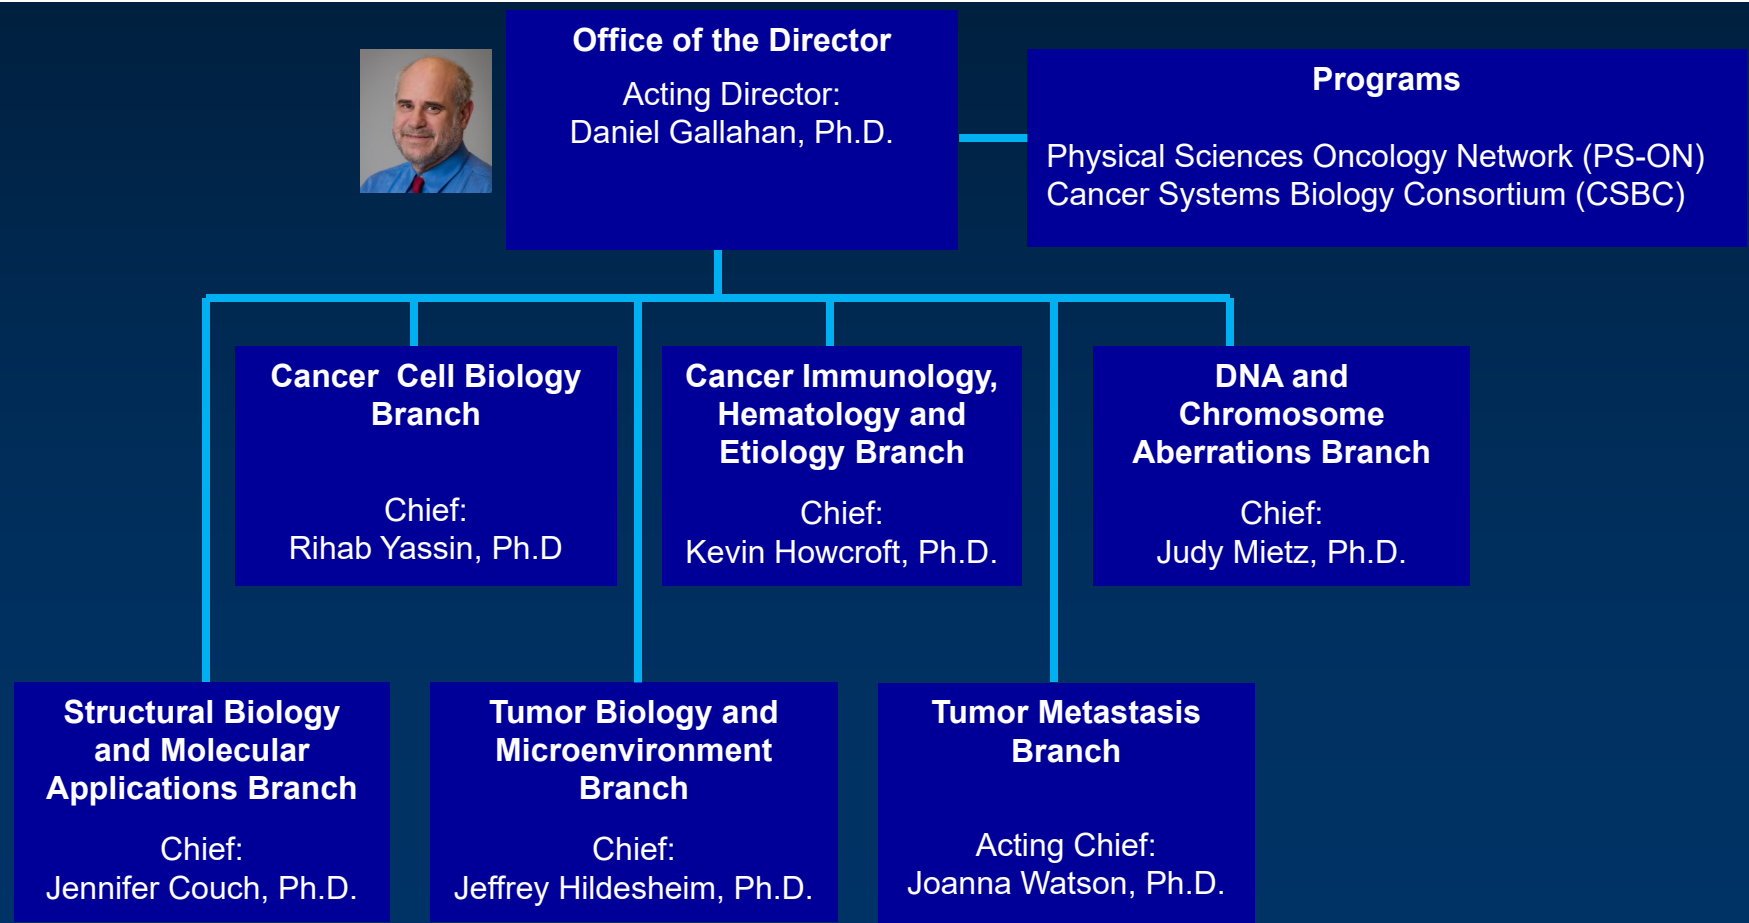 Office of the Director
Acting Director:
Daniel Gallahan, Ph.D.
Programs
Physical Sciences Oncology Network (PS-ON)
Cancer Systems Biology Consortium (CSBC)
Cancer  Cell Biology
Branch
Chief:
Rihab Yassin, Ph.D
Cancer Immunology,
Hematology and
Etiology Branch
Chief:
Kevin Howcroft, Ph.D.
DNA and
Chromosome
Aberrations Branch
Chief:
Judy Mietz, Ph.D.
Structural Biology
and Molecular
Applications Branch
Chief:
Jennifer Couch, Ph.D.
Tumor Biology and
Microenvironment
Branch
Chief:
Jeffrey Hildesheim, Ph.D.
Tumor Metastasis
Branch
Acting Chief:
Joanna Watson, Ph.D.